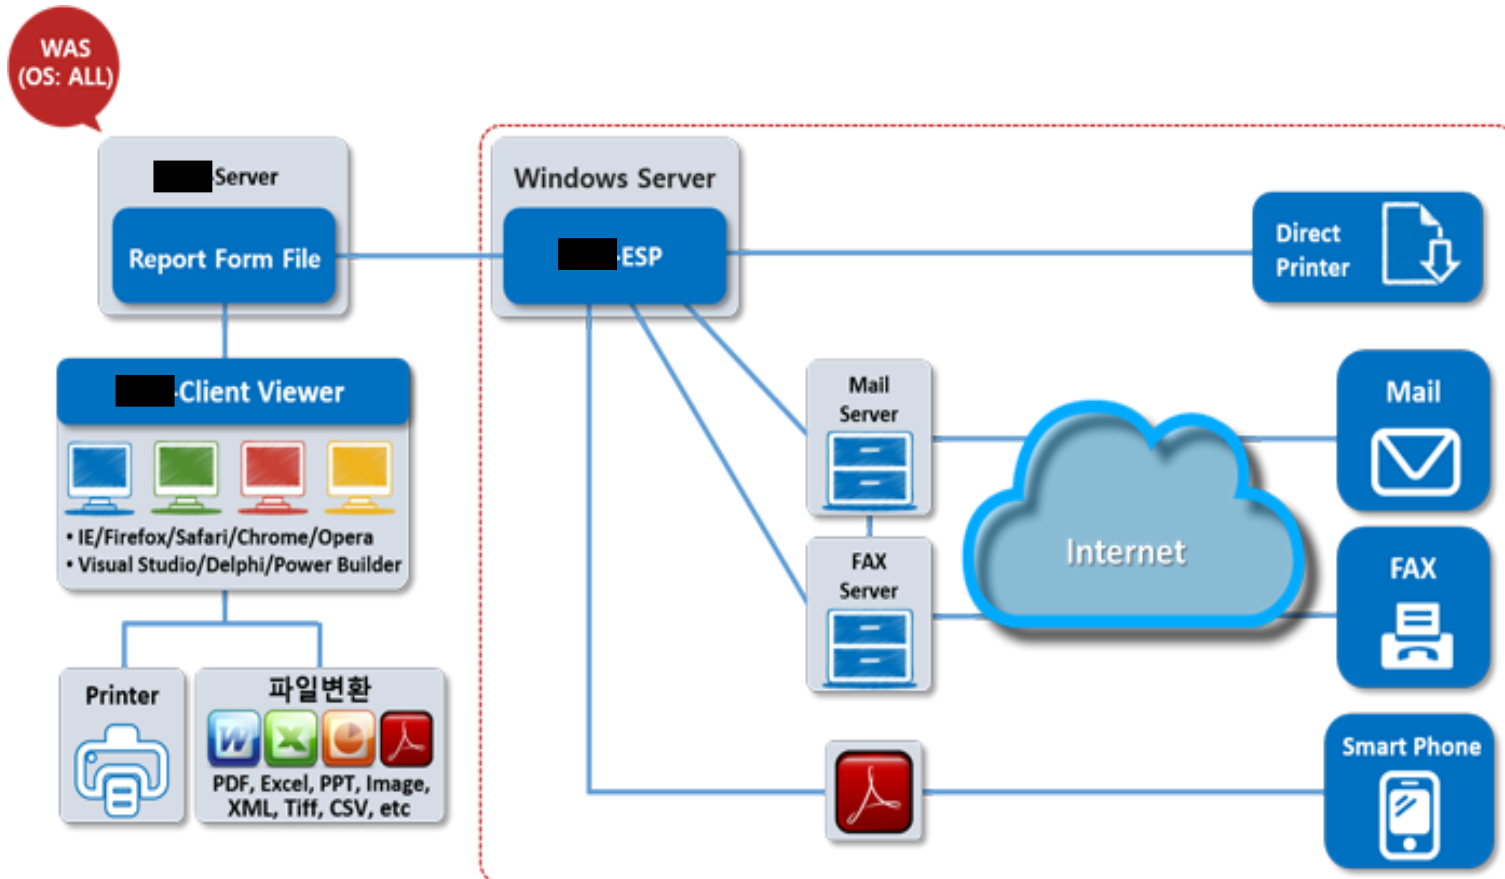 WAS
(OS: ALL)
-Server
Report Form File
Windows Server
-ESP
Direct
Printer
-Client Viewer
• IE/Firefox/Safari/Chrome/Opera
• Visual Studio/Delphi/Power Builder
Mail
Server
FAX
Server
Internet
Mail
FAX
Printer
파일변환
PDF, Excel, PPT, Image,
XML, Tiff, CSV, etc
Smart Phone